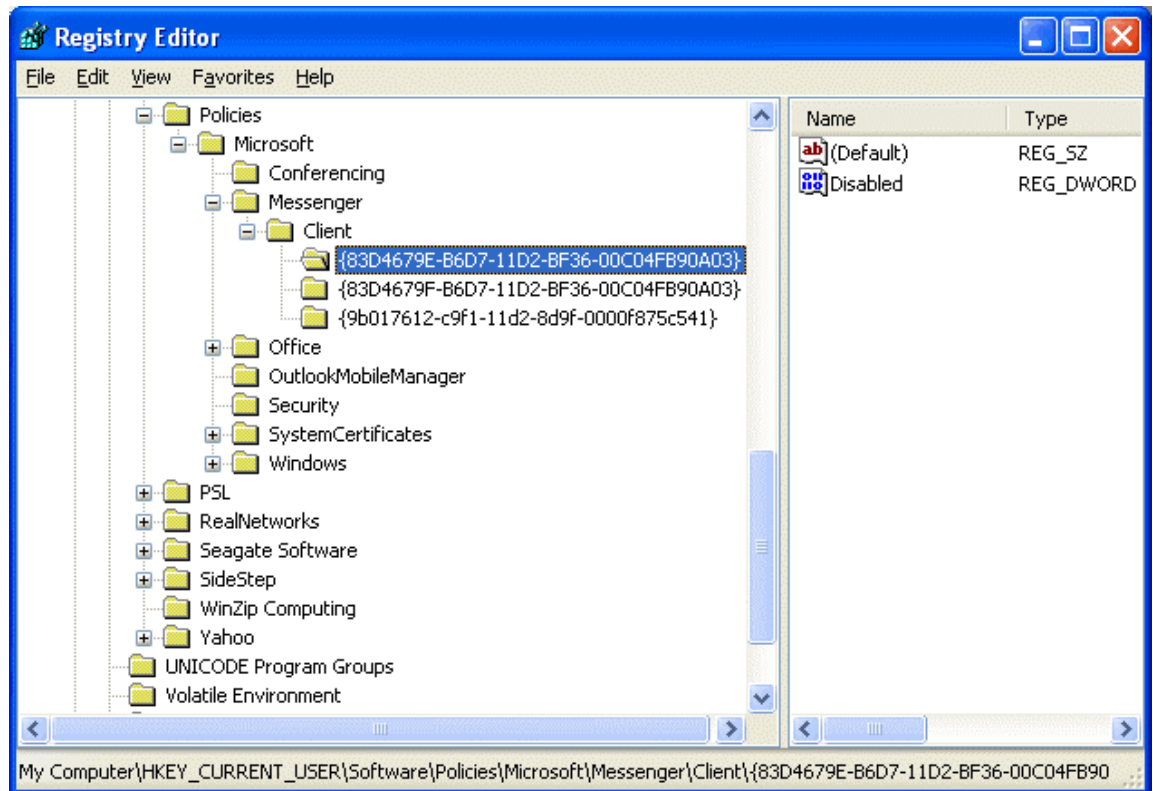 Registry Editor
File Edit View Favorites Help
Policies
Microsoft
Conferencing
Messenger
Client
{83D4679E-B6D7-11D2-BF36-00C04FB90A03}
{83D4679F-B6D7-11D2-BF36-00C04FB90A03}
{9b017612-c9f1-11d2-8d9f-0000f875c541}
Office
OutlookMobileManager
Security
SystemCertificates
Windows
PSL
RealNetworks
Seagate Software
SideStep
WinZip Computing
Yahoo
UNICODE Program Groups
Volatile Environment
Name Type
(Default) REG_SZ
Disabled REG_DWORD
My Computer\HKEY_CURRENT_USER\Software\Policies\Microsoft\Messenger\Client\{83D4679E-B6D7-11D2-BF36-00C04FB90